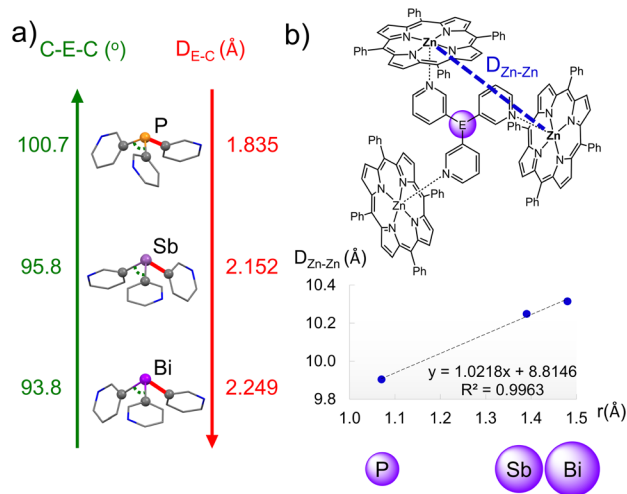 a)
C-E-C (°)
D_E-C (Å)
P
100.7
1.835
Sb
95.8
2.152
Bi
93.8
2.249
b)
Ph
Ph
N
N
Zn
N
N
Ph
Ph
D_Zn-Zn
N
N
E
N
Ph
Ph
N
N
Zn
N
N
Ph
Ph
Ph
Ph
N
N
Zn
N
N
Ph
Ph
D_Zn-Zn (Å)
10.4
10.2
10.0
9.8
y = 1.0218x + 8.8146
R² = 0.9963
1.0 1.1 1.2 1.3 1.4 1.5 r(Å)
P
Sb
Bi